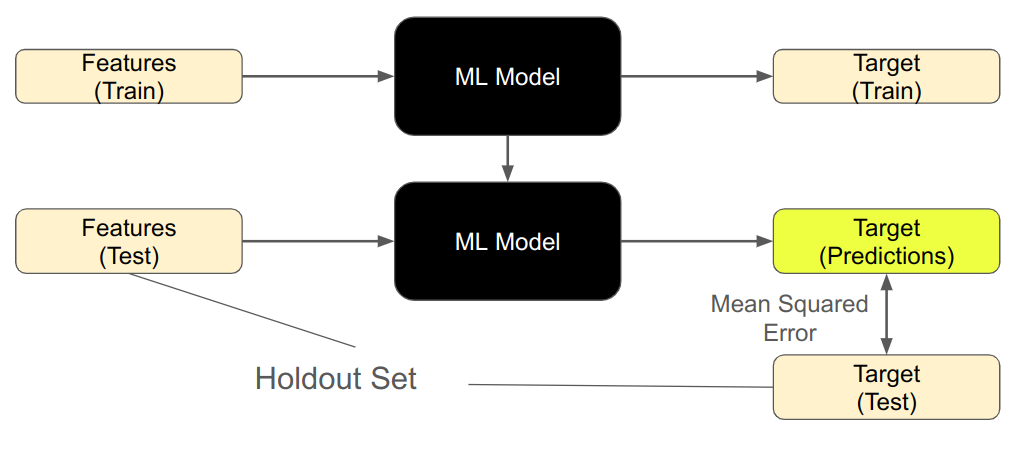 Features
(Train)
ML Model
Target
(Train)
Features
(Test)
ML Model
Target
(Predictions)
Mean Squared
Error
Holdout Set
Target
(Test)